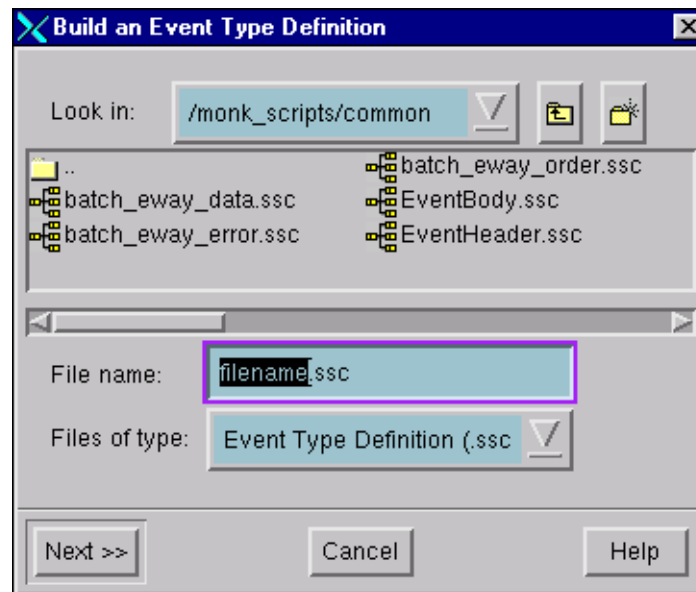 Build an Event Type Definition
Look in: /monk_scripts/common
.. batch_eway_order.ssc
batch_eway_data.ssc EventBody.ssc
batch_eway_error.ssc EventHeader.ssc
File name: filename.ssc
Files of type: Event Type Definition (.ssc
Next >> Cancel Help